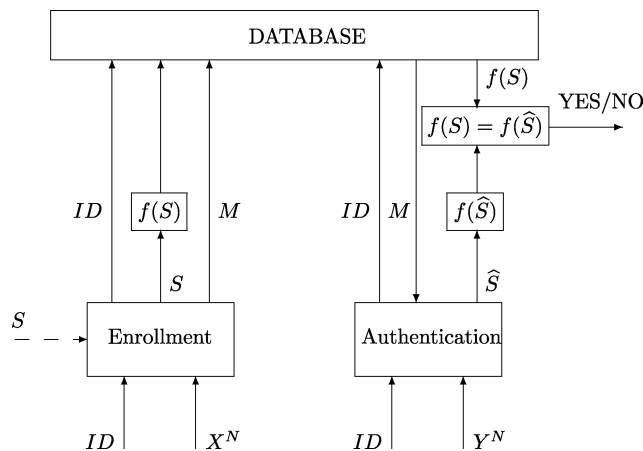 DATABASE
f(S)
YES/NO
f(S) = f(Ŝ)
ID
f(S)
M
ID
M
f(Ŝ)
S
Ŝ
S
Enrollment
Authentication
ID
X^N
ID
Y^N